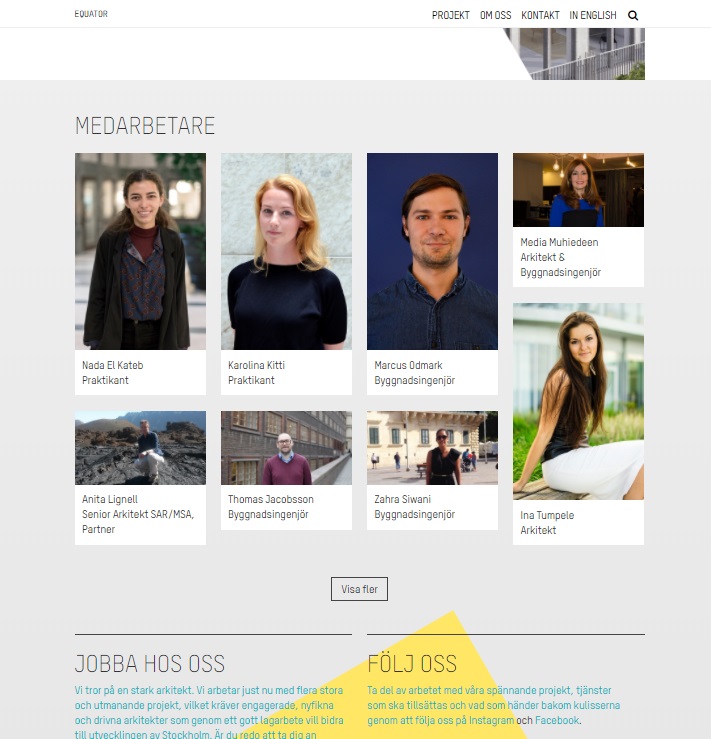 EQUATOR
PROJEKT OM OSS KONTAKT IN ENGLISH
MEDARBETARE
Nada El Kateb
Praktikant
Karolina Kitti
Praktikant
Marcus Odmark
Byggnadsingenjör
Media Muhiedeen
Arkitekt &
Byggnadsingenjör
Anita Lignell
Senior Arkitekt SAR/MSA,
Partner
Thomas Jacobsson
Byggnadsingenjör
Zahra Siwani
Byggnadsingenjör
Ina Tumpele
Arkitekt
Visa fler
JOBBA HOS OSS
Vi tror på en stark arkitekt. Vi arbetar just nu med flera stora
och utmanande projekt, vilket kräver engagerade, nyfikna
och drivna arkitekter som genom ett gott lagarbete vill bidra
till utvecklingen av Stockholm. Är du redo att ta dig an
FÖLJ OSS
Ta del av arbetet med våra spännande projekt, tjänster
som ska tillsättas och vad som händer bakom kulisserna
genom att följa oss på Instagram och Facebook.